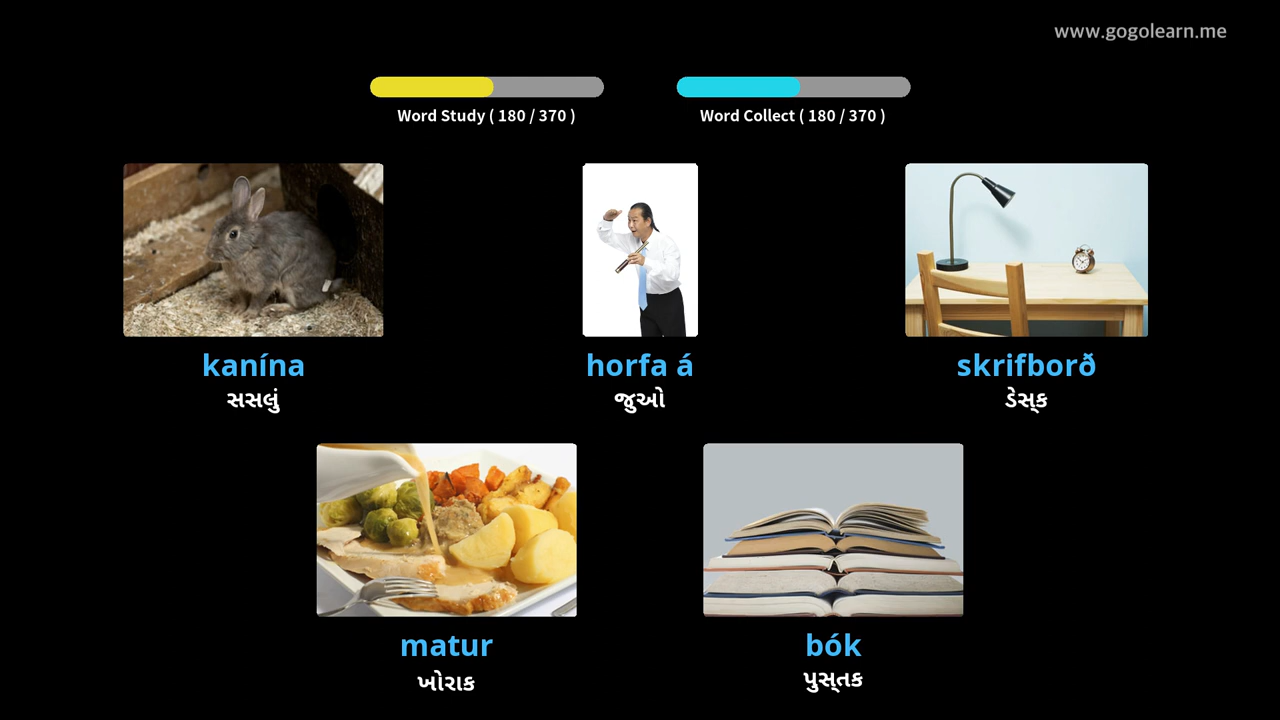 www.gogolearn.me
Word Study ( 180 / 370 )
Word Collect ( 180 / 370 )
kanína
સસલું
horfa á
જુઓ
skrifborð
ડેસ્ક
matur
ખોરાક
bók
પુસ્તક